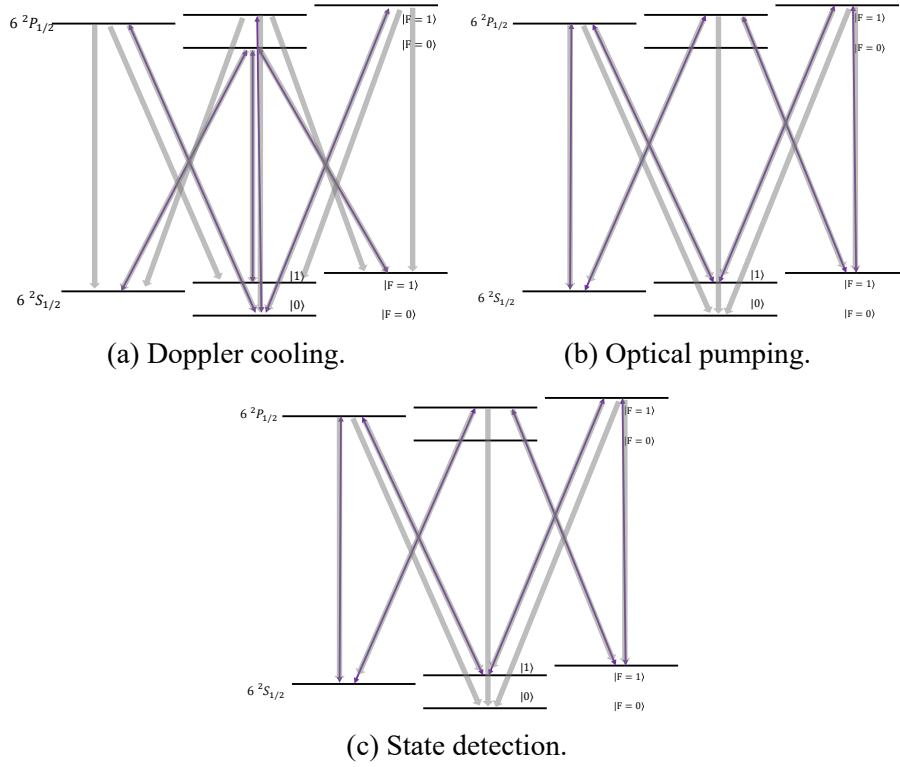 6 ²P₁/₂
|F = 1⟩
|F = 0⟩
|1⟩
6 ²S₁/₂
|0⟩
|F = 1⟩
|F = 0⟩
(a) Doppler cooling.
6 ²P₁/₂
|F = 1⟩
|F = 0⟩
|1⟩
6 ²S₁/₂
|0⟩
|F = 1⟩
|F = 0⟩
(b) Optical pumping.
6 ²P₁/₂
|F = 1⟩
|F = 0⟩
|1⟩
6 ²S₁/₂
|0⟩
|F = 1⟩
|F = 0⟩
(c) State detection.